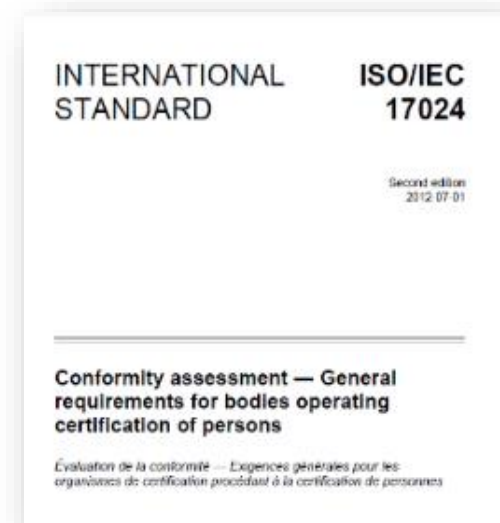 INTERNATIONAL STANDARD
ISO/IEC 17024
Second edition
2012-07-01
Conformity assessment — General
requirements for bodies operating
certification of persons
Évaluation de la conformité — Exigences générales pour les
organismes de certification procédant à la certification de personnes